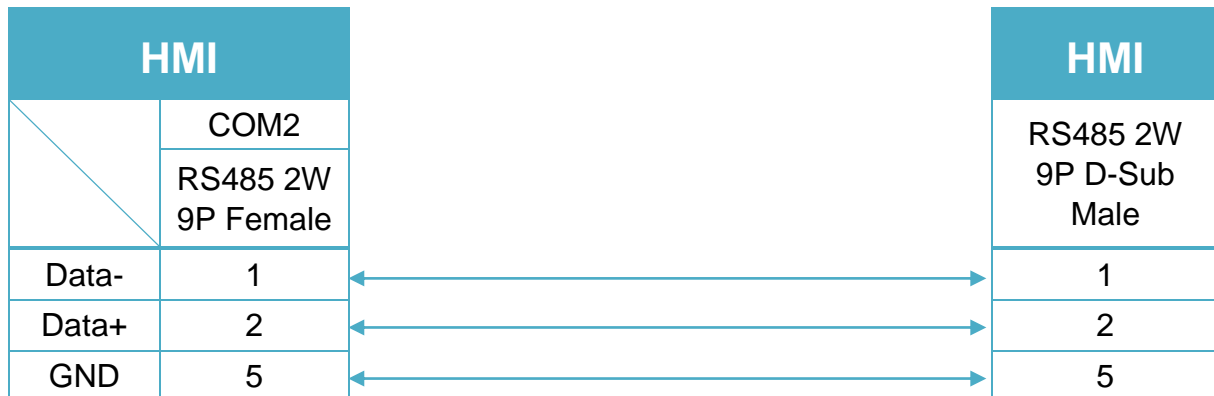 HMI HMI
COM2
RS485 2W
9P Female
RS485 2W
9P D-Sub
Male
Data- 1 1
Data+ 2 2
GND 5 5